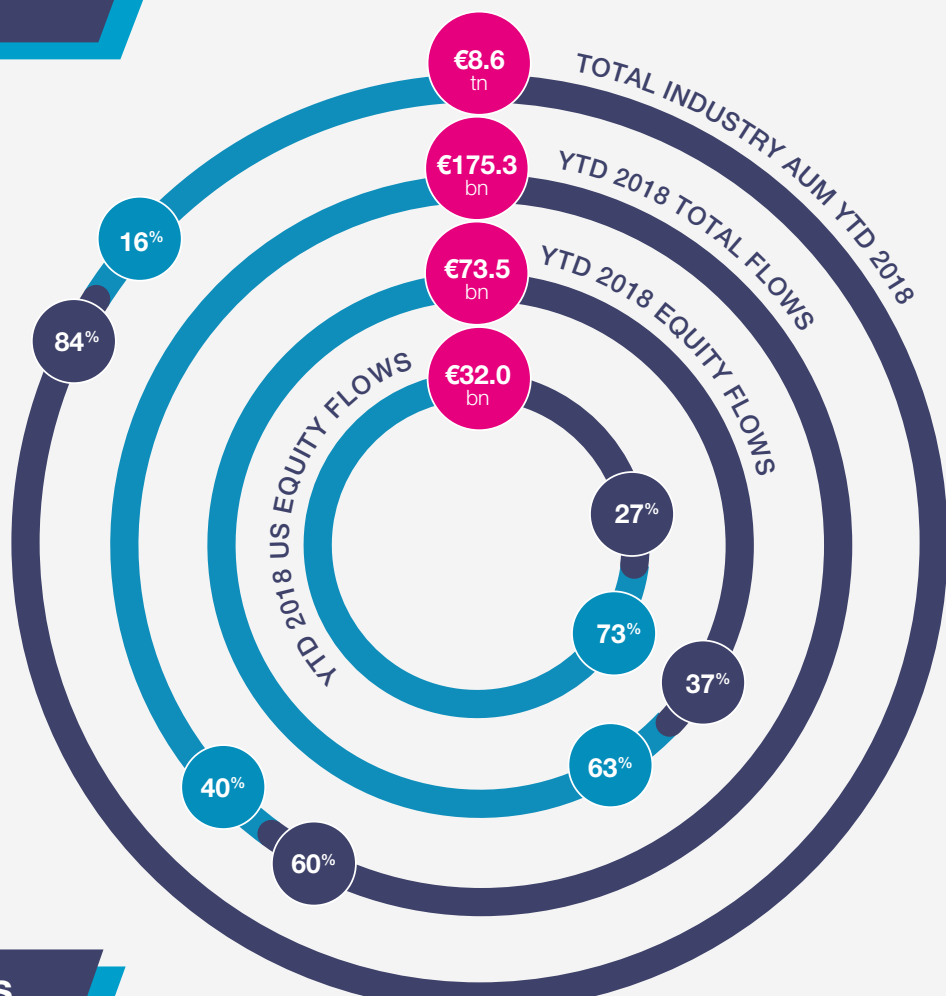 €8.6
tn
TOTAL INDUSTRY AUM YTD 2018
€175.3
bn
YTD 2018 TOTAL FLOWS
€73.5
bn
YTD 2018 EQUITY FLOWS
€32.0
bn
YTD 2018 US EQUITY FLOWS
16%
84%
27%
73%
37%
63%
40%
60%